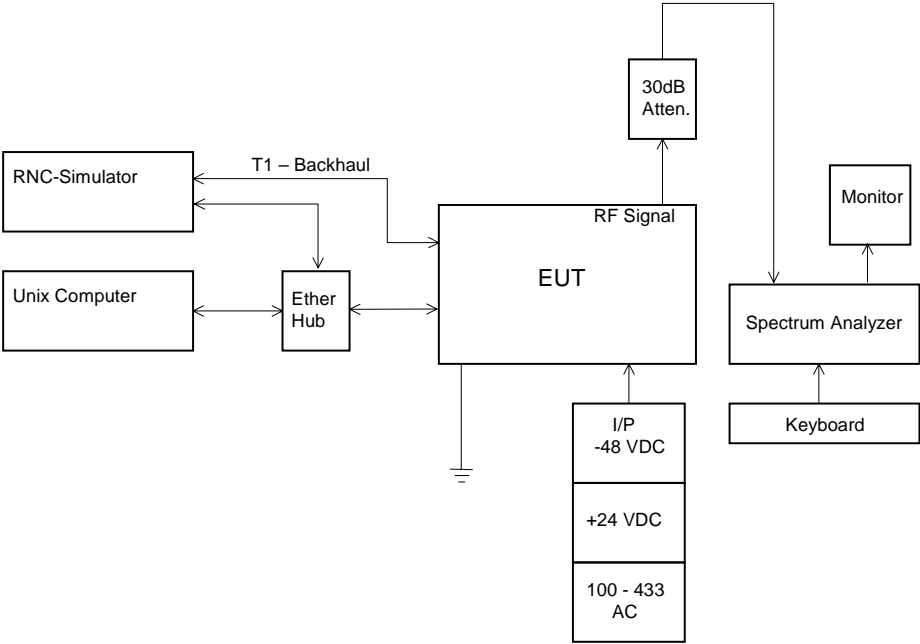 30dB
Atten.
T1 – Backhaul
RNC-Simulator
Monitor
RF Signal
EUT
Unix Computer
Ether
Hub
Spectrum Analyzer
I/P
-48 VDC
Keyboard
+24 VDC
100 - 433
AC